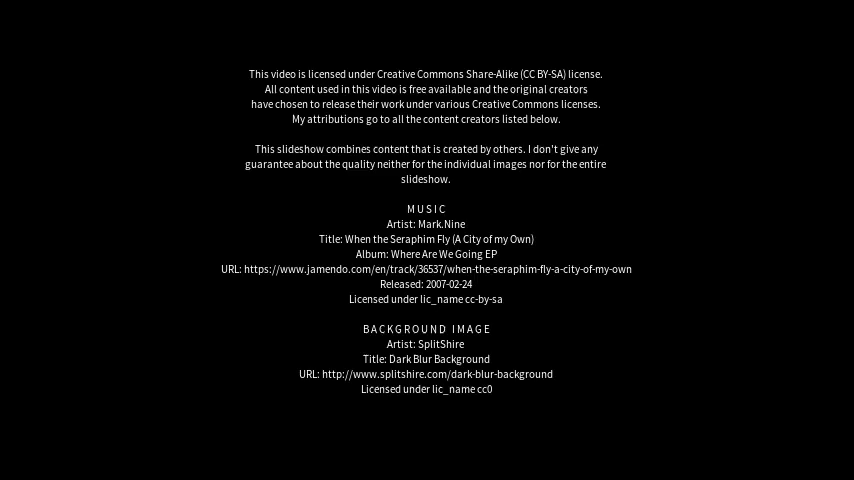 This video is licensed under Creative Commons Share-Alike (CC BY-SA) license.
All content used in this video is free available and the original creators
have chosen to release their work under various Creative Commons licenses.
My attributions go to all the content creators listed below.
This slideshow combines content that is created by others. I don't give any
guarantee about the quality neither for the individual images nor for the entire
slideshow.
MUSIC
Artist: Mark.Nine
Title: When the Seraphim Fly (A City of my Own)
Album: Where Are We Going EP
URL: https://www.jamendo.com/en/track/36537/when-the-seraphim-fly-a-city-of-my-own
Released: 2007-02-24
Licensed under lic_name cc-by-sa
BACKGROUND IMAGE
Artist: SplitShire
Title: Dark Blur Background
URL: http://www.splitshire.com/dark-blur-background
Licensed under lic_name cc0